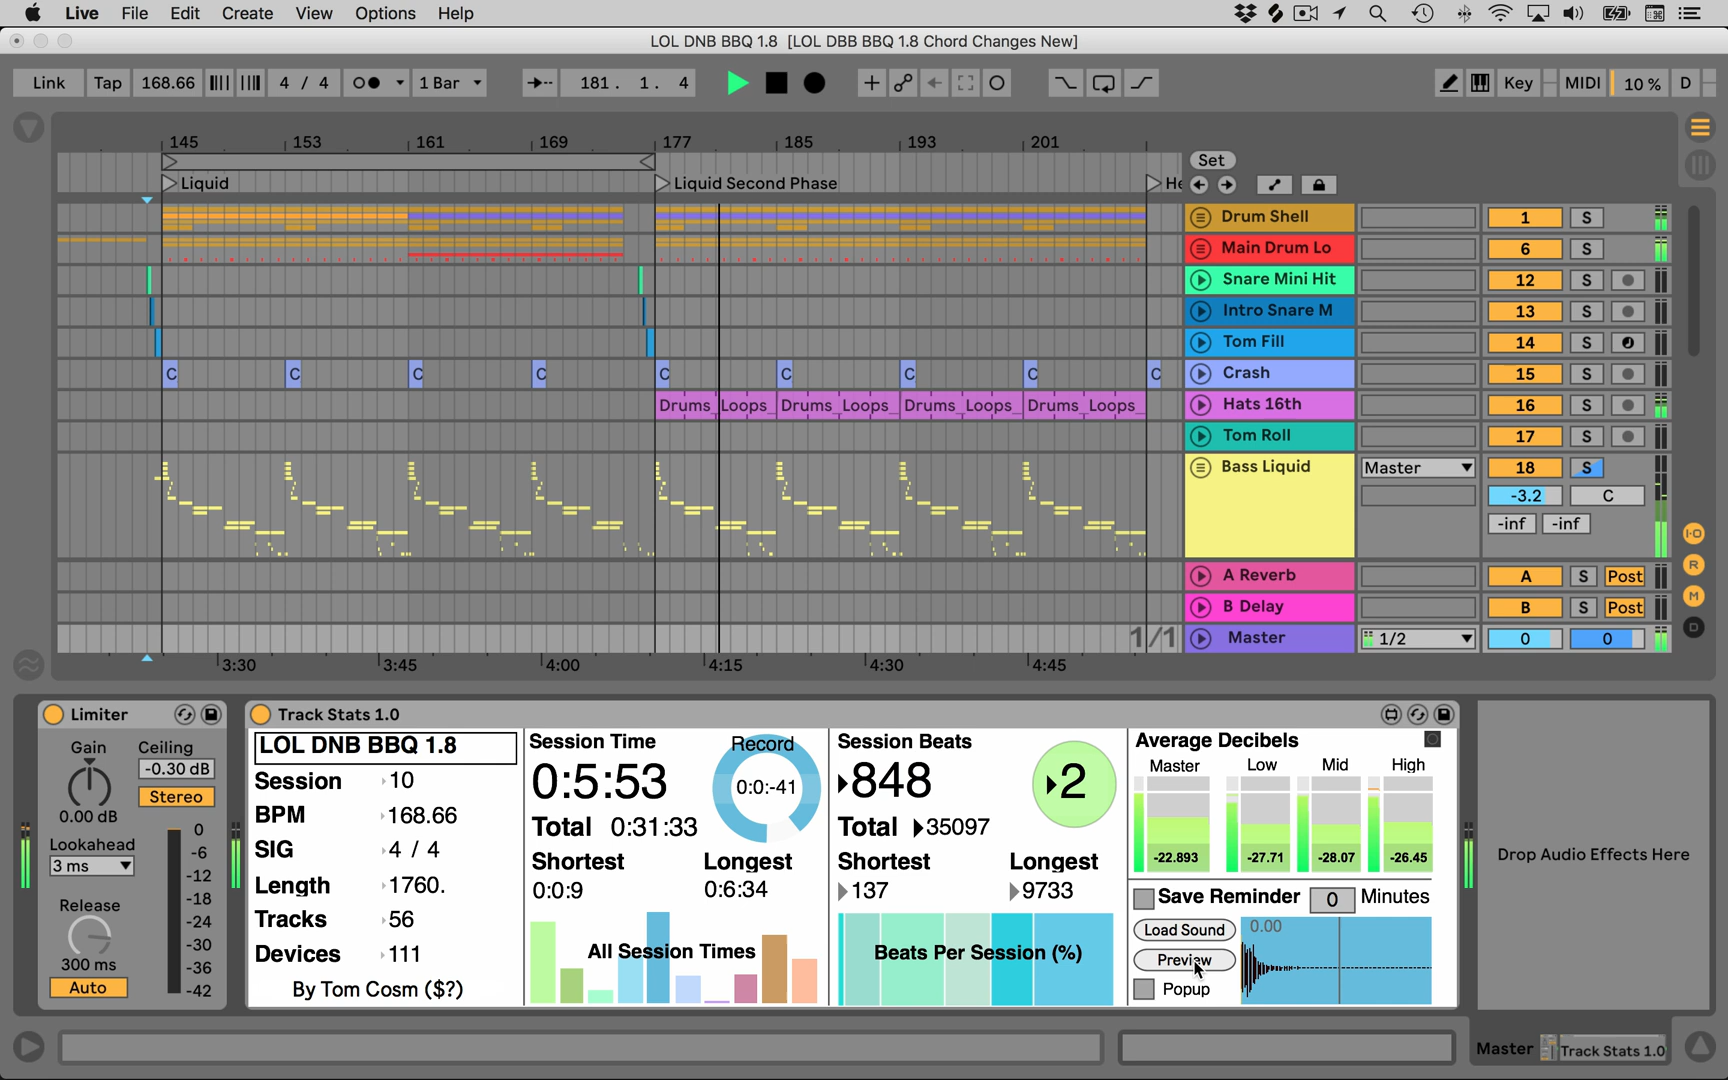 Live File Edit Create View Options Help
LOL DNB BBQ 1.8 [LOL DBB BBQ 1.8 Chord Changes New]
Link Tap 168.66 4 / 4 1 Bar 181. 1. 4 Key MIDI 10 % D
145 153 161 169 177 185 193 201
Set
Liquid Liquid Second Phase He
Drum Shell 1 S
Main Drum Lo 6 S
Snare Mini Hit 12 S
Intro Snare M 13 S
Tom Fill 14 S
C C C C C C C C C Crash 15 S
Drums_Loops_ Drums_Loops_ Drums_Loops_ Drums_Loops_ Hats 16th 16 S
Tom Roll 17 S
Bass Liquid Master 18 S
-3.2 C
-inf -inf
I·O
R
A Reverb A S Post
M
B Delay B S Post
D
1/1 Master 1/2 0 0
3:30 3:45 4:00 4:15 4:30 4:45
Limiter
Gain Ceiling
-0.30 dB
Stereo
0.00 dB
Lookahead
3 ms
Release
300 ms
Auto
0
-6
-12
-18
-24
-30
-36
-42
Track Stats 1.0
LOL DNB BBQ 1.8
Session 10
BPM 168.66
SIG 4 / 4
Length 1760.
Tracks 56
Devices 111
By Tom Cosm ($?)
Session Time Record
0:5:53 0:0:-41
Total 0:31:33
Shortest Longest
0:0:9 0:6:34
All Session Times
Session Beats
848 2
Total 35097
Shortest Longest
137 9733
Beats Per Session (%)
Average Decibels
Master Low Mid High
-22.893 -27.71 -28.07 -26.45
Save Reminder 0 Minutes
Load Sound 0.00
Preview
Popup
Drop Audio Effects Here
Master Track Stats 1.0